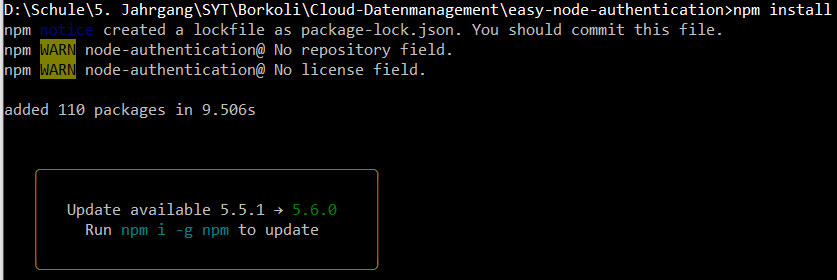 D:\Schule\5. Jahrgang\SYT\Borkoli\Cloud-Datenmanagement\easy-node-authentication>npm install
npm notice created a lockfile as package-lock.json. You should commit this file.
npm WARN node-authentication@ No repository field.
npm WARN node-authentication@ No license field.
added 110 packages in 9.506s
Update available 5.5.1 → 5.6.0
Run npm i -g npm to update